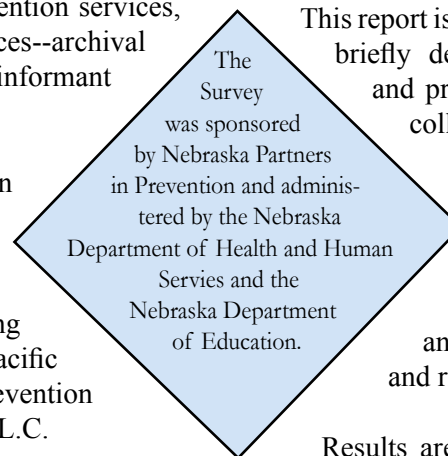 ention services,
ces--archival
informant
n
ng
acific
evention
L.C.
The
Survey
was sponsored
by Nebraska Partners
in Prevention and adminis-
tered by the Nebraska
Department of Health and Human
Servies and the
Nebraska Department
of Education.
This report is
briefly de
and pr
coll
an
and r
Results are